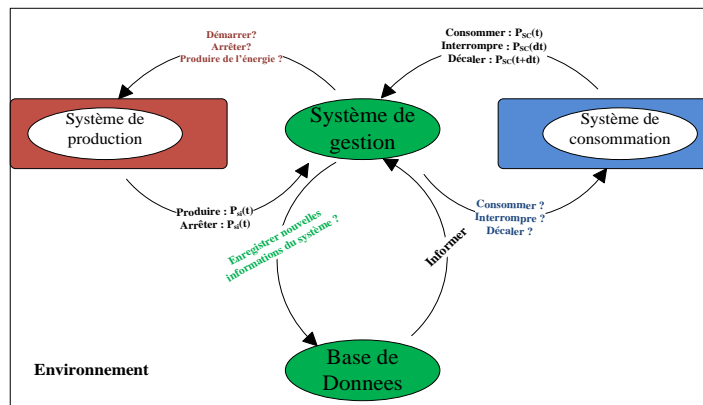 Démarrer?
Arrêter?
Produire de l'énergie ?
Consommer : P_SC(t)
Interrompre : P_SC(dt)
Décaler : P_SC(t+dt)
Système de
production
Système de
gestion
Système de
consommation
Produire : P_si(t)
Arrêter : P_si(t)
Enregistrer nouvelles
informations du système ?
Informer
Consommer ?
Interrompre ?
Décaler ?
Environnement
Base de
Donnees